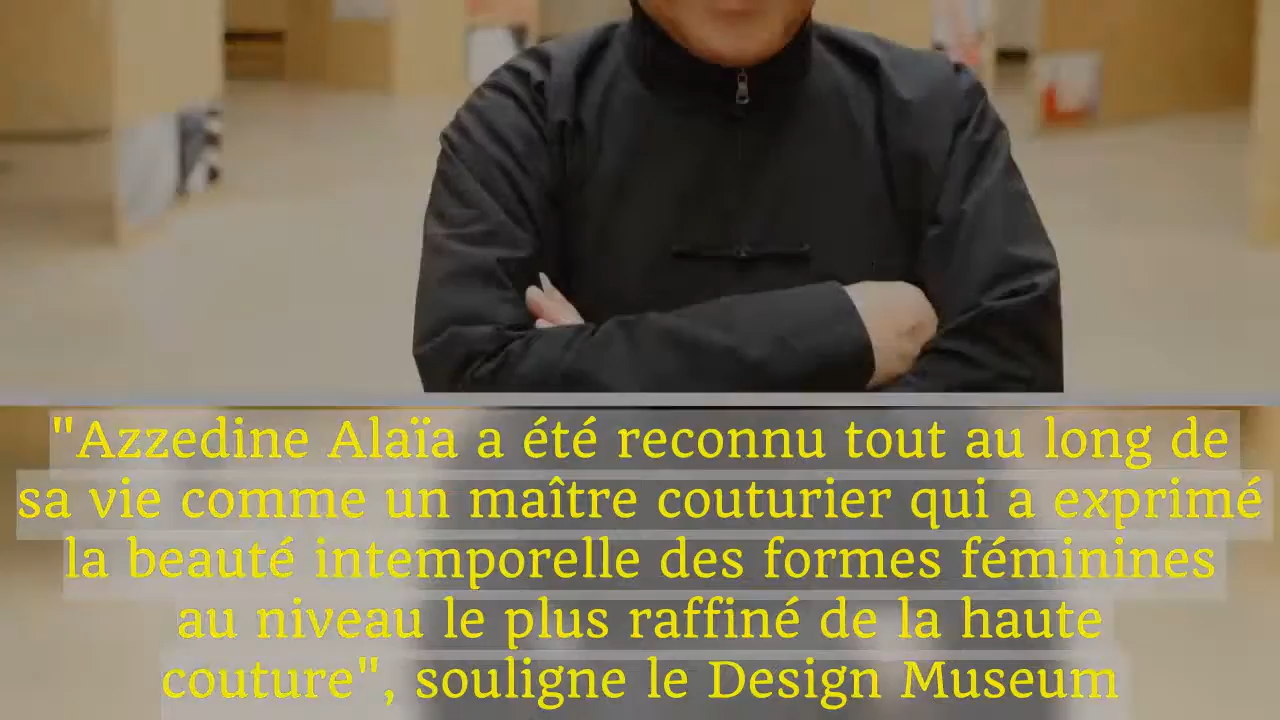 "Azzedine Alaïa a été reconnu tout au long de
sa vie comme un maître couturier qui a exprimé
la beauté intemporelle des formes féminines
au niveau le plus raffiné de la haute
couture", souligne le Design Museum